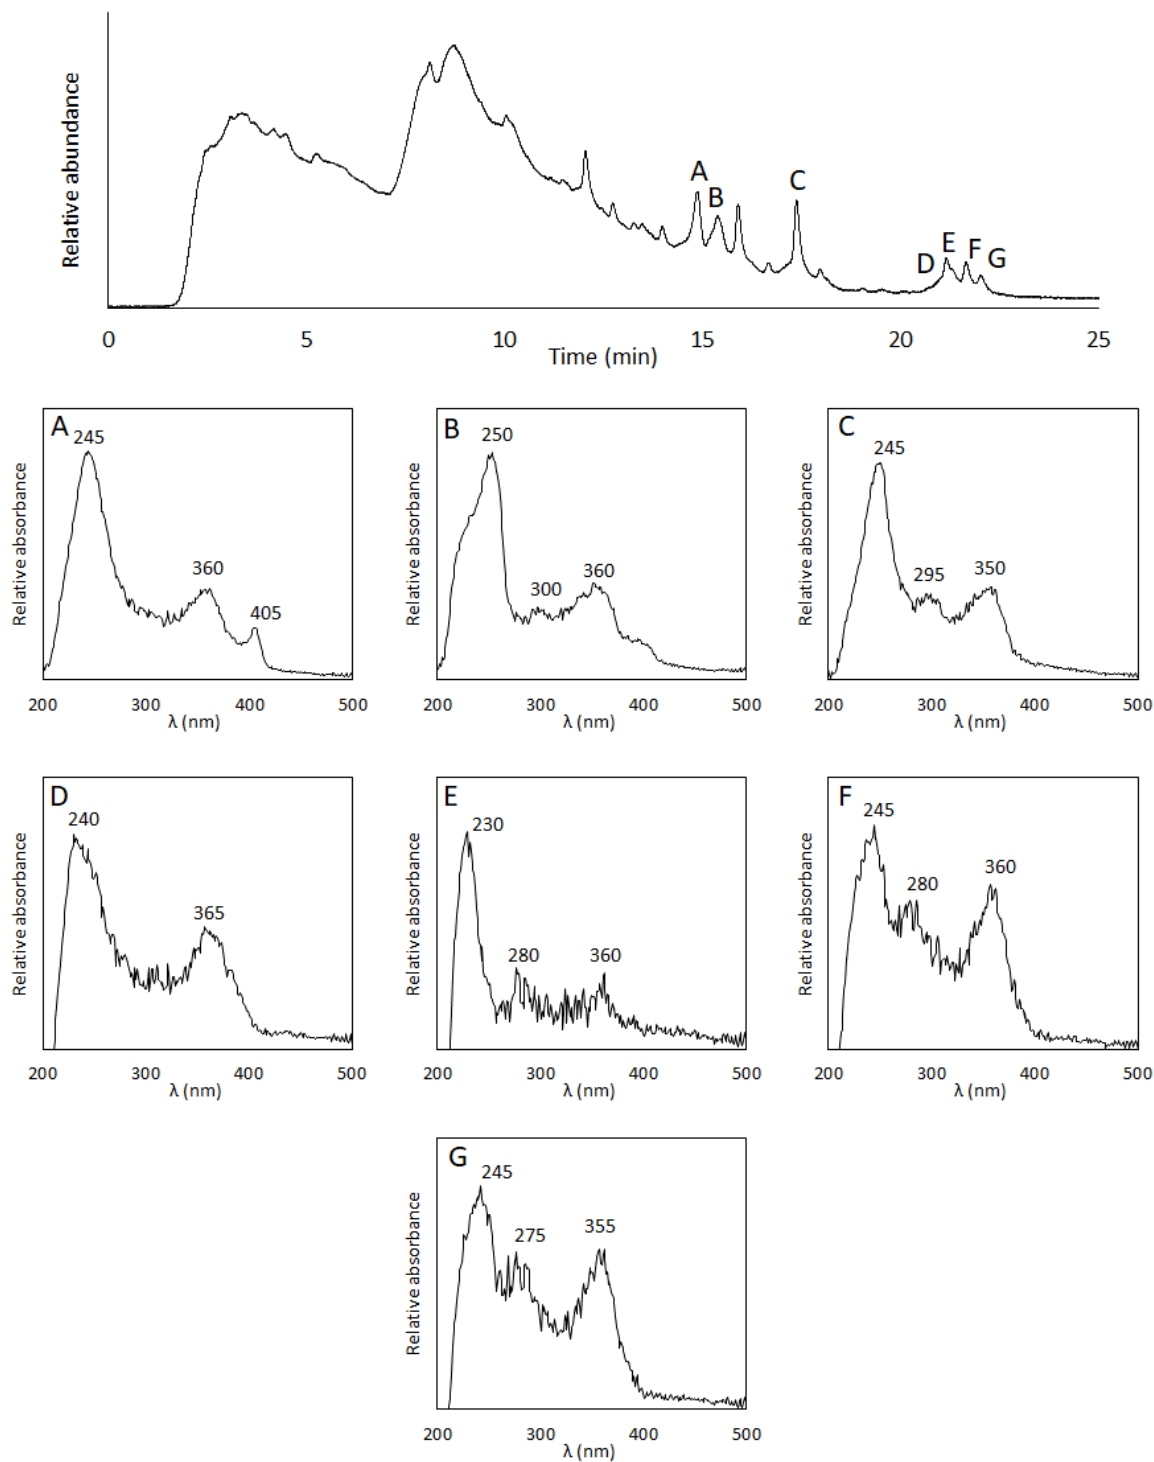 Relative abundance
A
B
C
D
E
F
G
0 5 10 15 20 25
Time (min)
A
245
360
405
Relative absorbance
200 300 400 500
λ (nm)
B
250
300
360
Relative absorbance
200 300 400 500
λ (nm)
C
245
295
350
Relative absorbance
200 300 400 500
λ (nm)
D
240
365
Relative absorbance
200 300 400 500
λ (nm)
E
230
280
360
Relative absorbance
200 300 400 500
λ (nm)
F
245
280
360
Relative absorbance
200 300 400 500
λ (nm)
G
245
275
355
Relative absorbance
200 300 400 500
λ (nm)